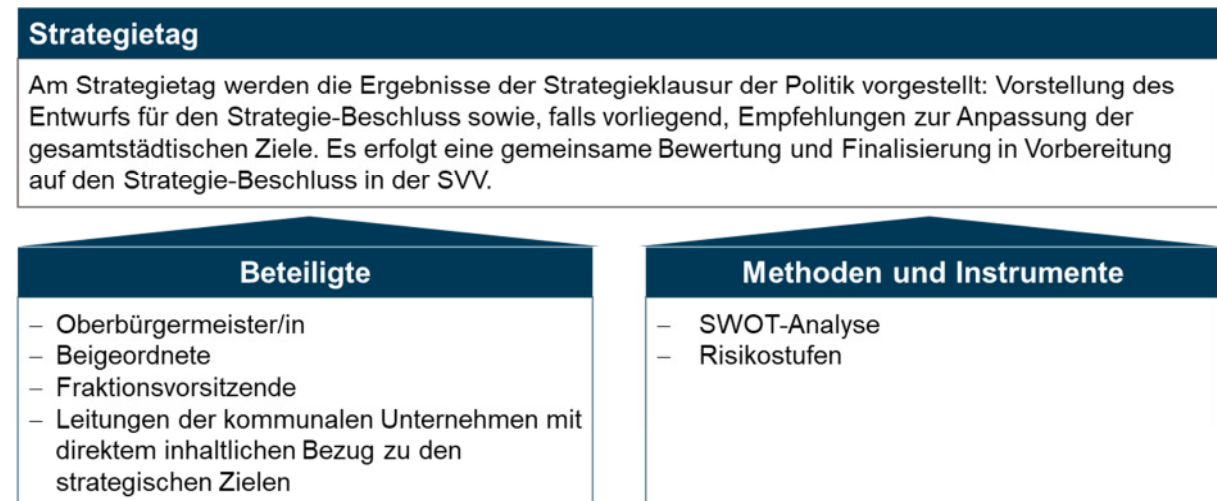 Strategietag
Am Strategietag werden die Ergebnisse der Strategieklausur der Politik vorgestellt: Vorstellung des
Entwurfs für den Strategie-Beschluss sowie, falls vorliegend, Empfehlungen zur Anpassung der
gesamtstädtischen Ziele. Es erfolgt eine gemeinsame Bewertung und Finalisierung in Vorbereitung
auf den Strategie-Beschluss in der SVV.
Beteiligte
– Oberbürgermeister/in
– Beigeordnete
– Fraktionsvorsitzende
– Leitungen der kommunalen Unternehmen mit
direktem inhaltlichen Bezug zu den
strategischen Zielen
Methoden und Instrumente
– SWOT-Analyse
– Risikostufen